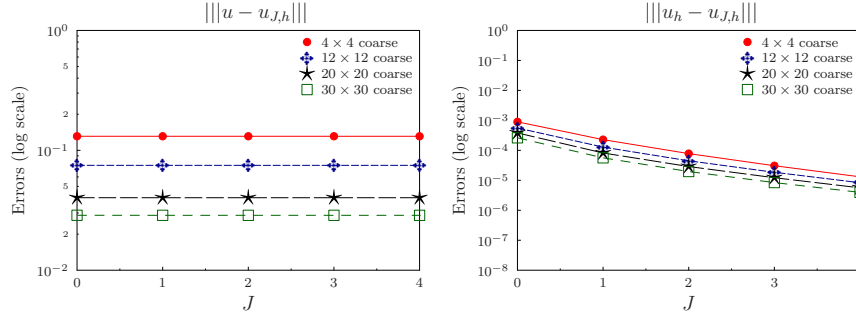 |||u − u_{J,h}|||
10^0
5
2
10^{-1}
5
2
10^{-2}
Errors (log scale)
4 × 4 coarse
12 × 12 coarse
20 × 20 coarse
30 × 30 coarse
0 1 2 3 4
J
|||u_h − u_{J,h}|||
10^0
10^{-1}
10^{-2}
10^{-3}
10^{-4}
10^{-5}
10^{-6}
10^{-7}
10^{-8}
Errors (log scale)
4 × 4 coarse
12 × 12 coarse
20 × 20 coarse
30 × 30 coarse
0 1 2 3
J